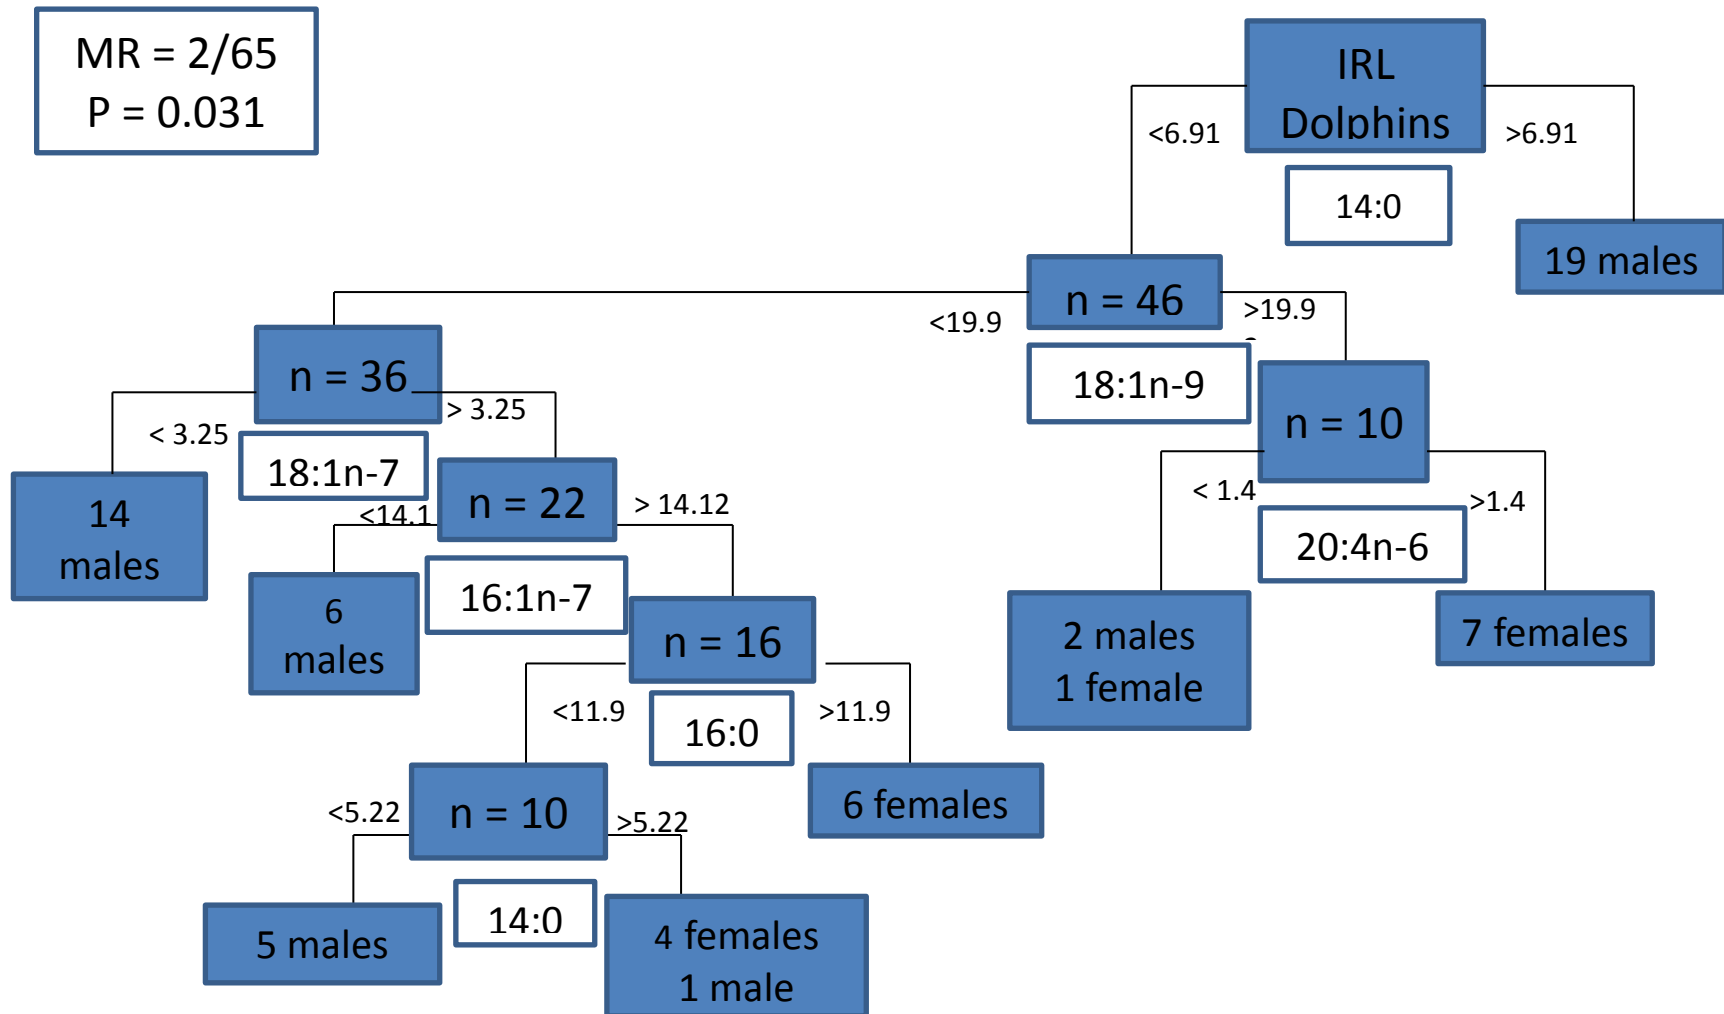 MR = 2/65
P = 0.031
IRL
Dolphins
<6.91
>6.91
14:0
19 males
n = 46
<19.9
>19.9
18:1n-9
n = 36
n = 10
< 3.25
> 3.25
18:1n-7
< 1.4
>1.4
20:4n-6
14
males
n = 22
<14.1
> 14.12
16:1n-7
6
males
n = 16
2 males
1 female
7 females
<11.9
>11.9
16:0
n = 10
6 females
<5.22
>5.22
14:0
5 males
4 females
1 male